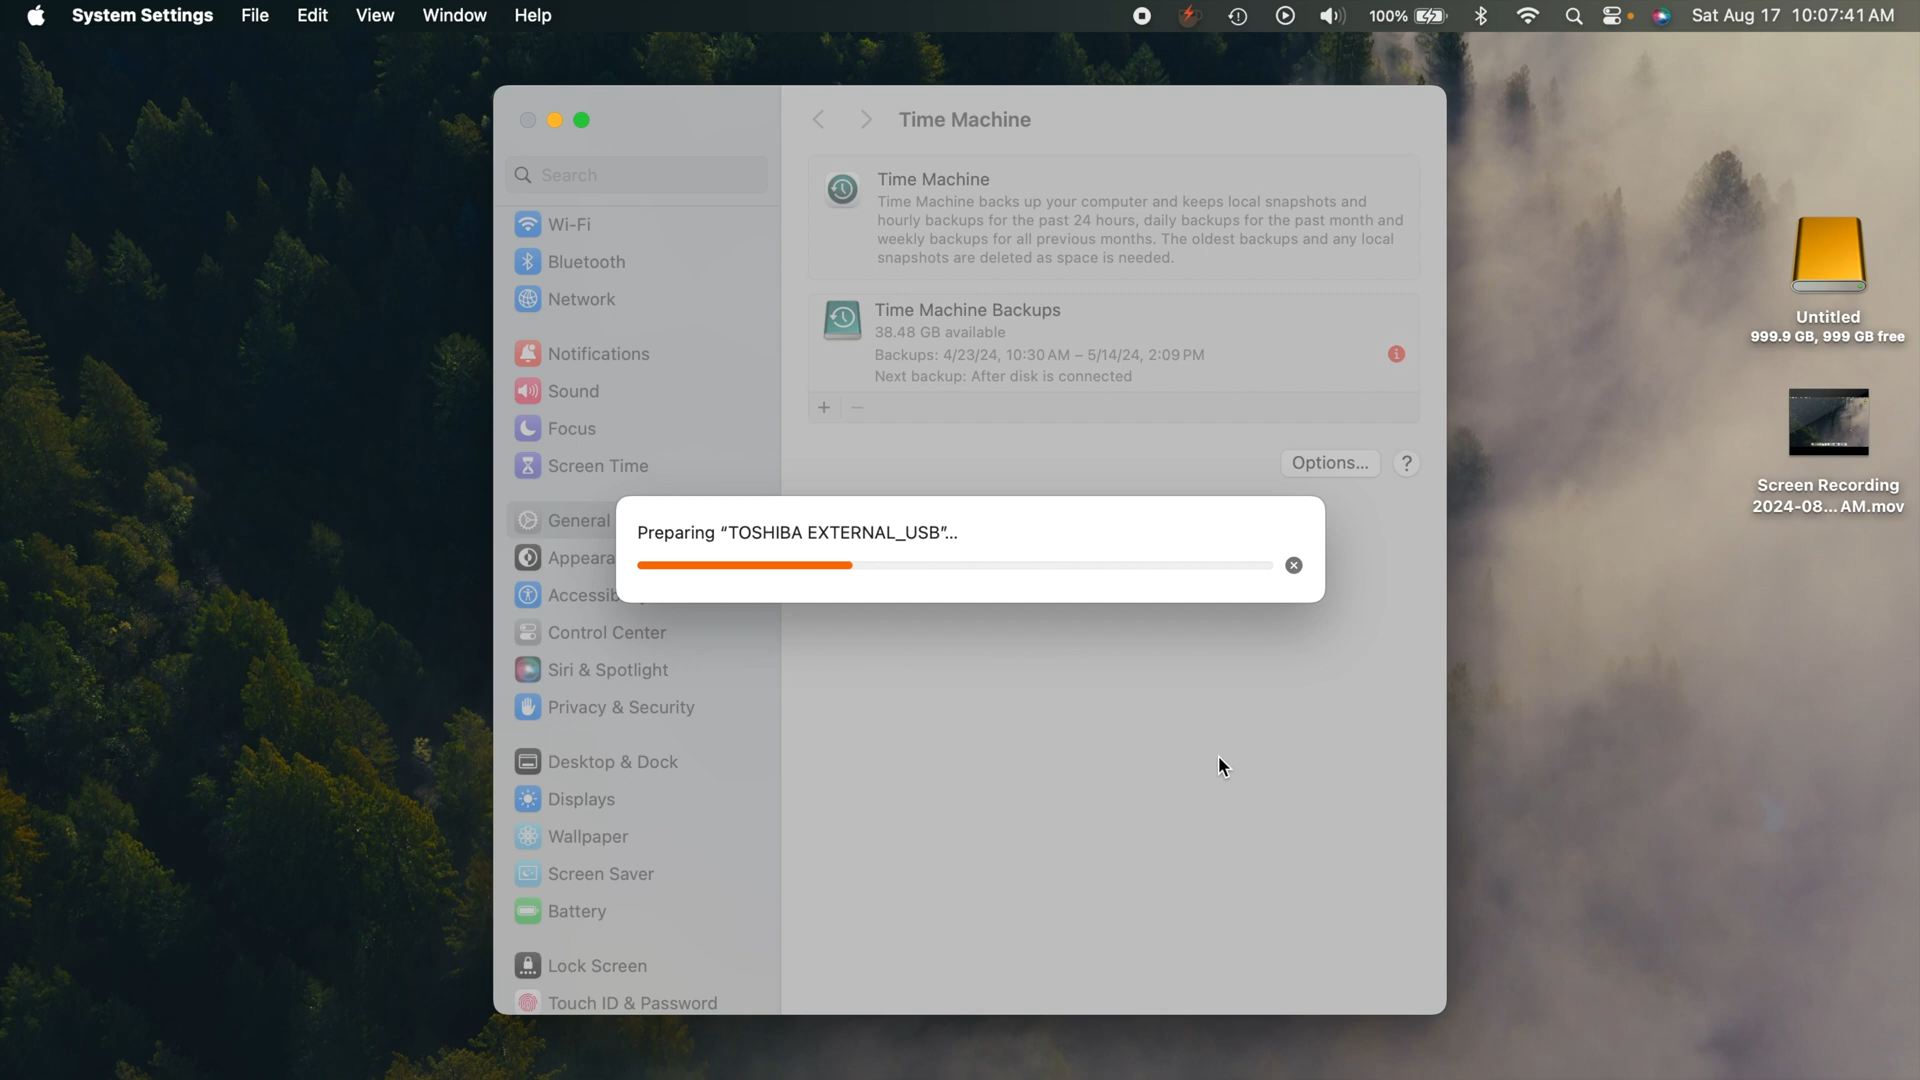 System Settings File Edit View Window Help 100% Sat Aug 17 10:07:41 AM
Search
Wi-Fi
Bluetooth
Network
Notifications
Sound
Focus
Screen Time
General
Appeara
Accessib
Control Center
Siri & Spotlight
Privacy & Security
Desktop & Dock
Displays
Wallpaper
Screen Saver
Battery
Lock Screen
Touch ID & Password
Time Machine
Time Machine
Time Machine backs up your computer and keeps local snapshots and
hourly backups for the past 24 hours, daily backups for the past month and
weekly backups for all previous months. The oldest backups and any local
snapshots are deleted as space is needed.
Time Machine Backups
38.48 GB available
Backups: 4/23/24, 10:30 AM – 5/14/24, 2:09 PM
Next backup: After disk is connected
+ −
Options... ?
Preparing “TOSHIBA EXTERNAL_USB”...
Untitled
999.9 GB, 999 GB free
Screen Recording
2024-08...AM.mov